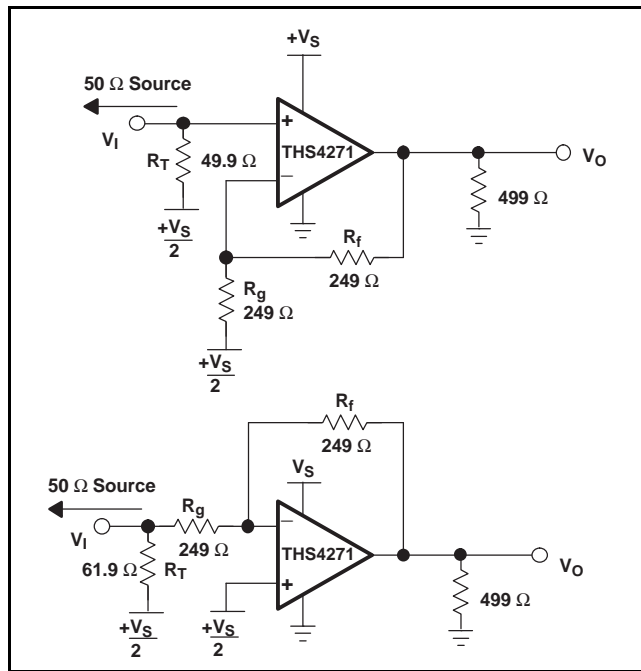 +V_S
50 Ω Source
V_I
+
THS4271
−
V_O
R_T 49.9 Ω
499 Ω
+V_S
2
R_f
249 Ω
R_g
249 Ω
+V_S
2
R_f
249 Ω
V_S
50 Ω Source
R_g
V_I
249 Ω
−
THS4271
+
V_O
61.9 Ω R_T
499 Ω
+V_S
2
+V_S
2